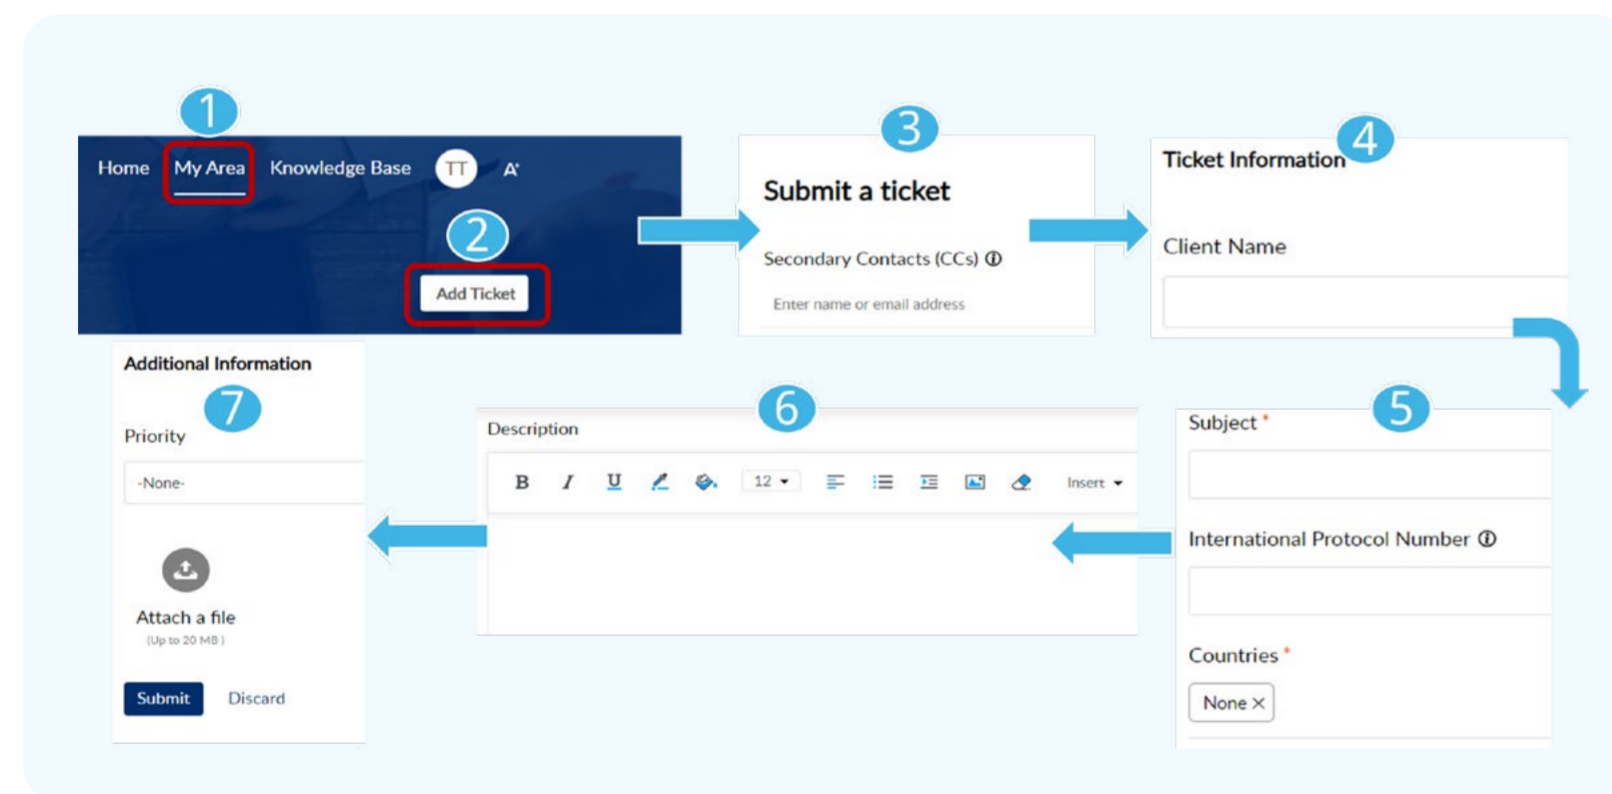 1
Home My Area Knowledge Base TT A+
2
Add Ticket
3
Submit a ticket
Secondary Contacts (CCs)
Enter name or email address
4
Ticket Information
Client Name
5
Subject *
International Protocol Number
Countries *
None ×
6
Description
B I U 12 Insert
7
Additional Information
Priority
-None-
Attach a file
(Up to 20 MB )
Submit Discard